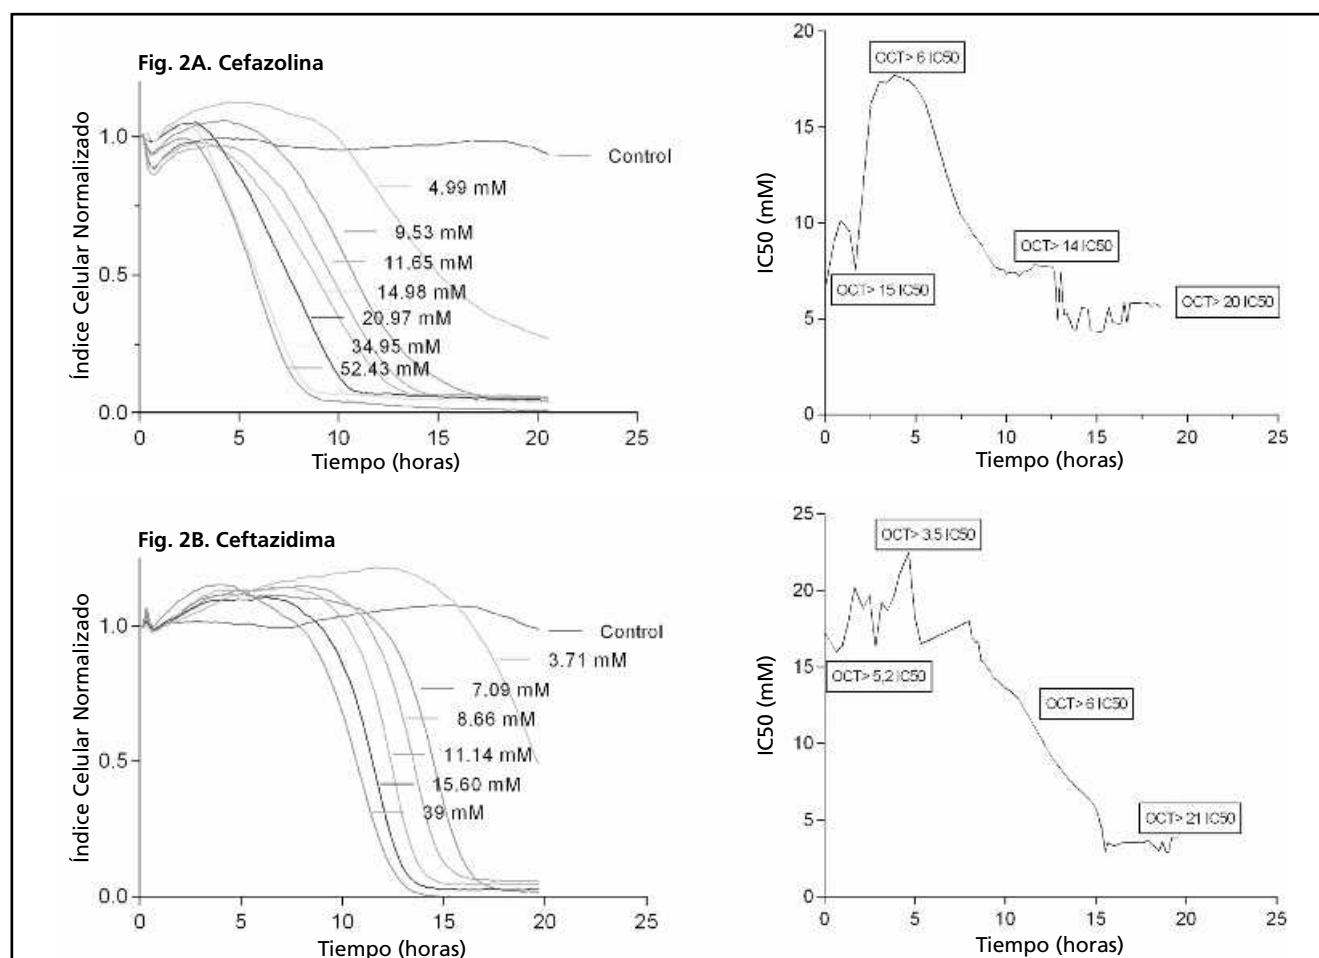 Fig. 2A. Cefazolina
Índice Celular Normalizado
1.0
0.5
0.0
0
5
10
15
20
25
Tiempo (horas)
Control
4.99 mM
9.53 mM
11.65 mM
14.98 mM
20.97 mM
34.95 mM
52.43 mM
IC50 (mM)
20
15
10
5
0
0
5
10
15
20
25
Tiempo (horas)
OCT> 6 IC50
OCT> 15 IC50
OCT> 14 IC50
OCT> 20 IC50
Fig. 2B. Ceftazidima
Índice Celular Normalizado
1.0
0.5
0.0
0
5
10
15
20
25
Tiempo (horas)
Control
3.71 mM
7.09 mM
8.66 mM
11.14 mM
15.60 mM
39 mM
IC50 (mM)
25
20
15
10
5
0
0
5
10
15
20
25
Tiempo (horas)
OCT> 3,5 IC50
OCT> 5,2 IC50
OCT> 6 IC50
OCT> 21 IC50